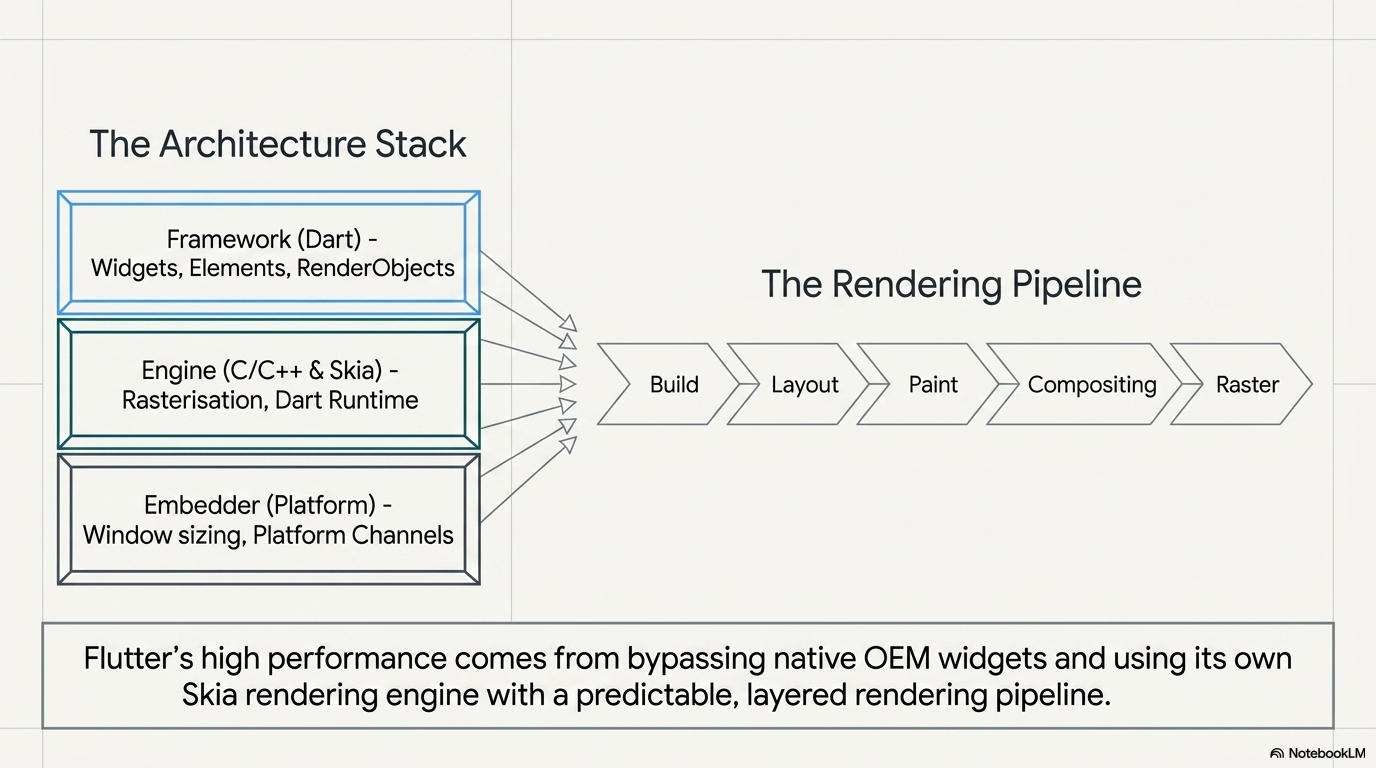 The Architecture Stack
Framework (Dart) -
Widgets, Elements, RenderObjects
Engine (C/C++ & Skia) -
Rasterisation, Dart Runtime
Embedder (Platform) -
Window sizing, Platform Channels
The Rendering Pipeline
Build
Layout
Paint
Compositing
Raster
Flutter’s high performance comes from bypassing native OEM widgets and using its own
Skia rendering engine with a predictable, layered rendering pipeline.
NotebookLM